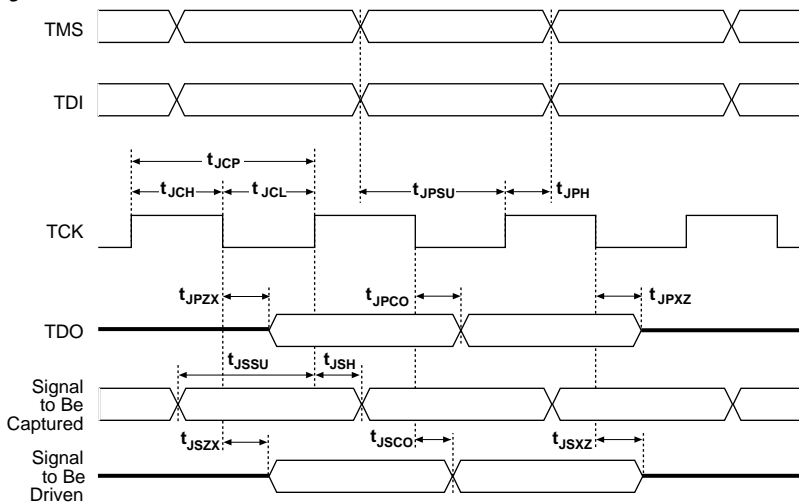 TMS
TDI
tJCP
tJCH
tJCL
tJPSU
tJPH
TCK
tJPZX
tJPCO
tJPXZ
TDO
tJSSU
tJSH
Signal
to Be
Captured
tJSZX
tJSCO
tJSXZ
Signal
to Be
Driven